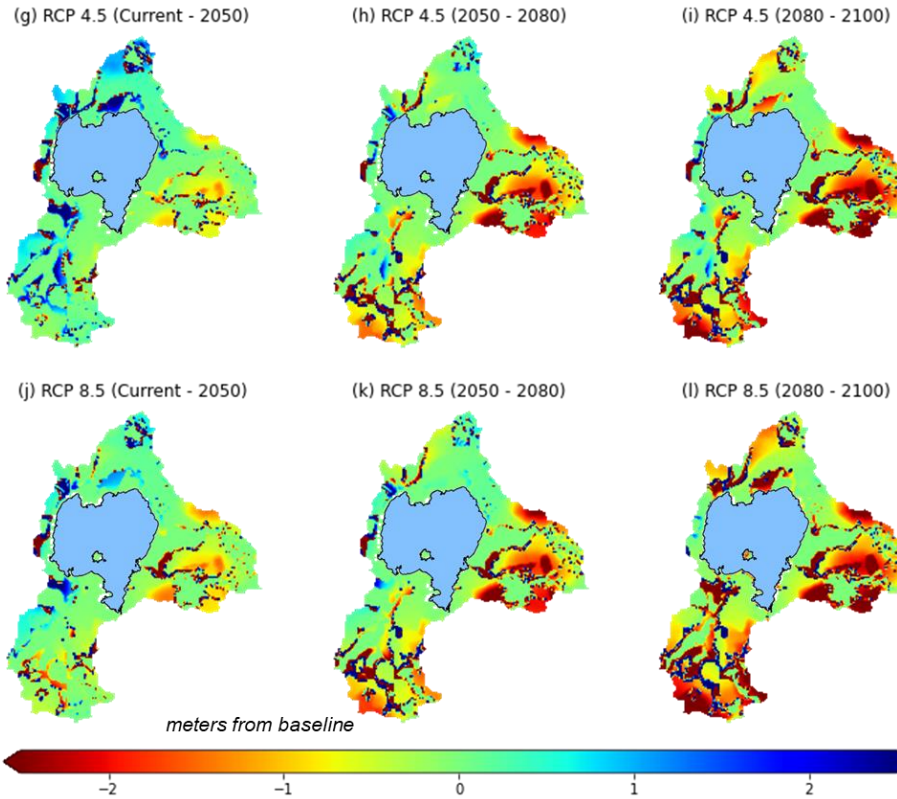 (g) RCP 4.5 (Current - 2050)
(h) RCP 4.5 (2050 - 2080)
(i) RCP 4.5 (2080 - 2100)
(j) RCP 8.5 (Current - 2050)
(k) RCP 8.5 (2050 - 2080)
(l) RCP 8.5 (2080 - 2100)
meters from baseline
−2 −1 0 1 2